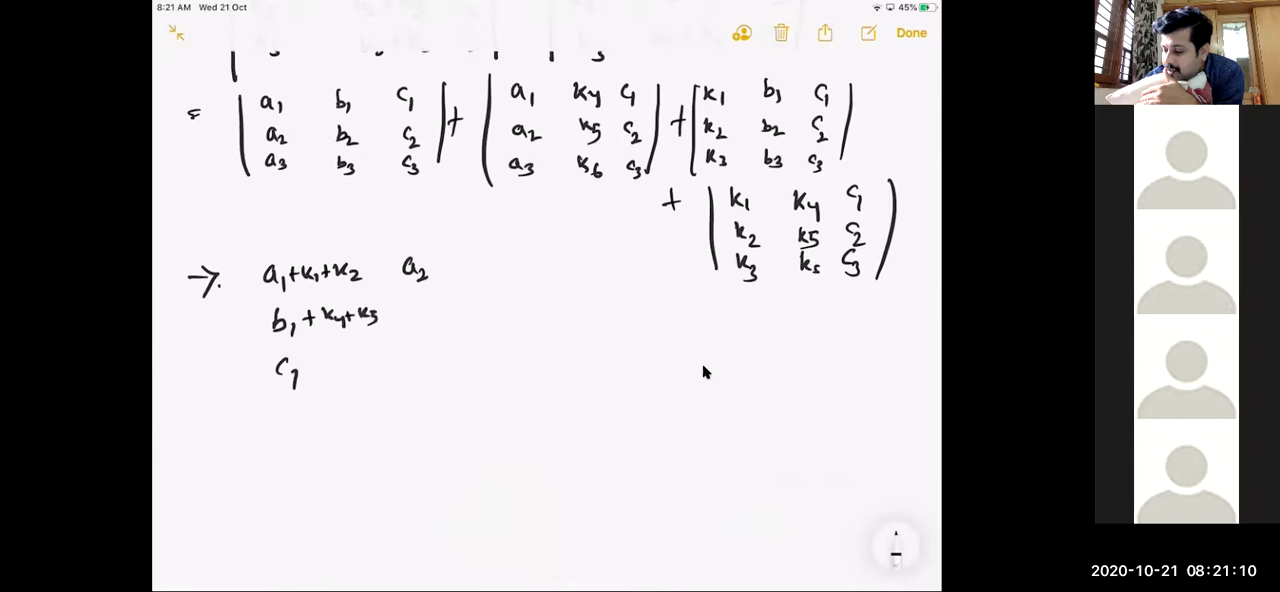 8:21 AM Wed 21 Oct 45%
Done
= | a1 b1 c1 | + | a1 k4 c1 | + | k1 b1 c1 |
a2 b2 c2 a2 k5 c2 k2 b2 c2
a3 b3 c3 a3 k6 c3 k3 b3 c3
+ | k1 k4 c1 |
k2 k5 c2
k3 c3
→ a1+k1+k2 a2
b1+k4+k5
c1
2020-10-21 08:21:10